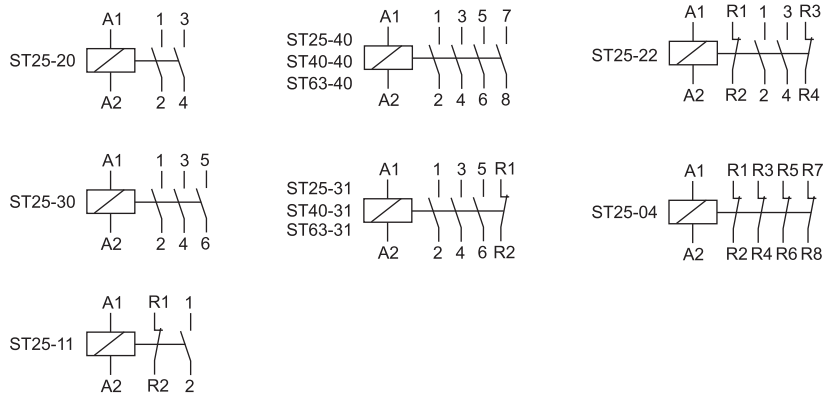 A1 1 3
ST25-20
A2 2 4
A1 1 3 5 7
ST25-40
ST40-40
ST63-40
A2 2 4 6 8
R1 1 3 R3
A1
ST25-22
A2 R2 2 4 R4
A1 1 3 5
ST25-30
A2 2 4 6
A1 1 3 5 R1
ST25-31
ST40-31
ST63-31
A2 2 4 6 R2
A1 R1 R3 R5 R7
ST25-04
A2 R2 R4 R6 R8
A1 R1 1
ST25-11
A2 R2 2